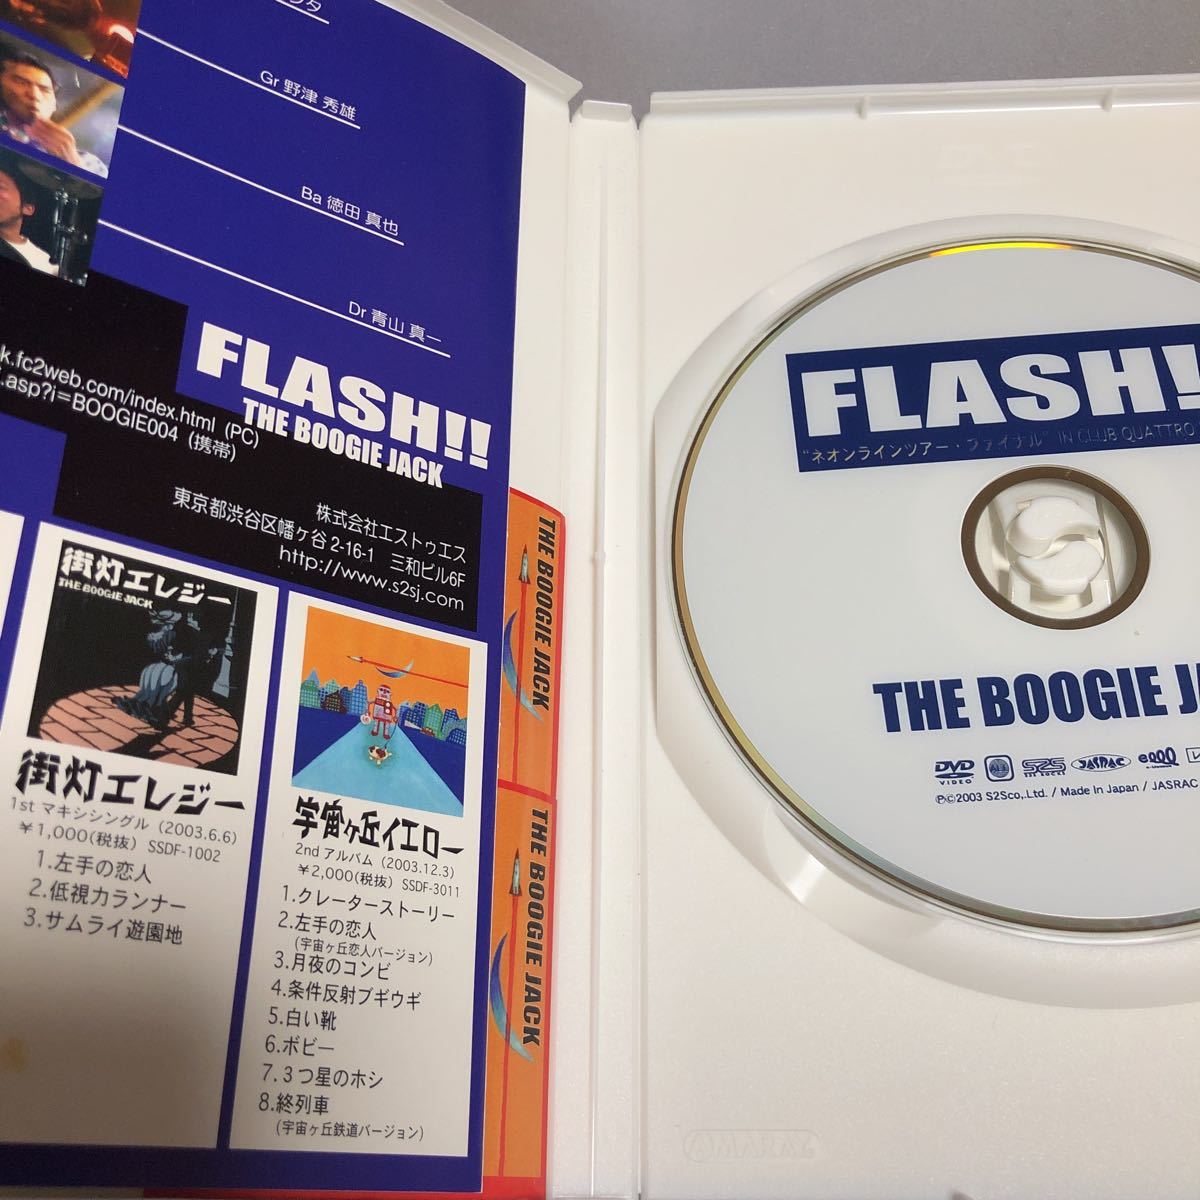 Gr 野津 秀雄
Ba 徳田 真也
Dr 青山 真一
FLASH!!
THE BOOGIE JACK
k.fc2web.com/index.html (PC)
.asp?i=BOOGIE004 (携帯)
株式会社エストゥエス
東京都渋谷区幡ヶ谷2-16-1 三和ビル6F
http://www.s2sj.com
街灯エレジー
THE BOOGIE JACK
街灯エレジー
1st マキシシングル (2003.6.6)
￥1,000(税抜) SSDF-1002
1.左手の恋人
2.低視力ランナー
3.サムライ遊園地
宇宙ヶ丘イエロー
2nd アルバム (2003.12.3)
￥2,000(税抜) SSDF-3011
1.クレーターストーリー
2.左手の恋人
(宇宙ヶ丘恋人バージョン)
3.月夜のコンビ
4.条件反射ブギウギ
5.白い靴
6.ボビー
7.3つ星のホシ
8.終列車
(宇宙ヶ丘鉄道バージョン)
THE BOOGIE JACK
THE BOOGIE JACK
FLASH!
"ネオンラインツアー・ファイナル" IN CLUB QUATTRO
THE BOOGIE J
DVD VIDEO
S2S
JASRAC
レ
℗©2003 S2Sco,.Ltd. / Made In Japan / JASRAC
AMARAY